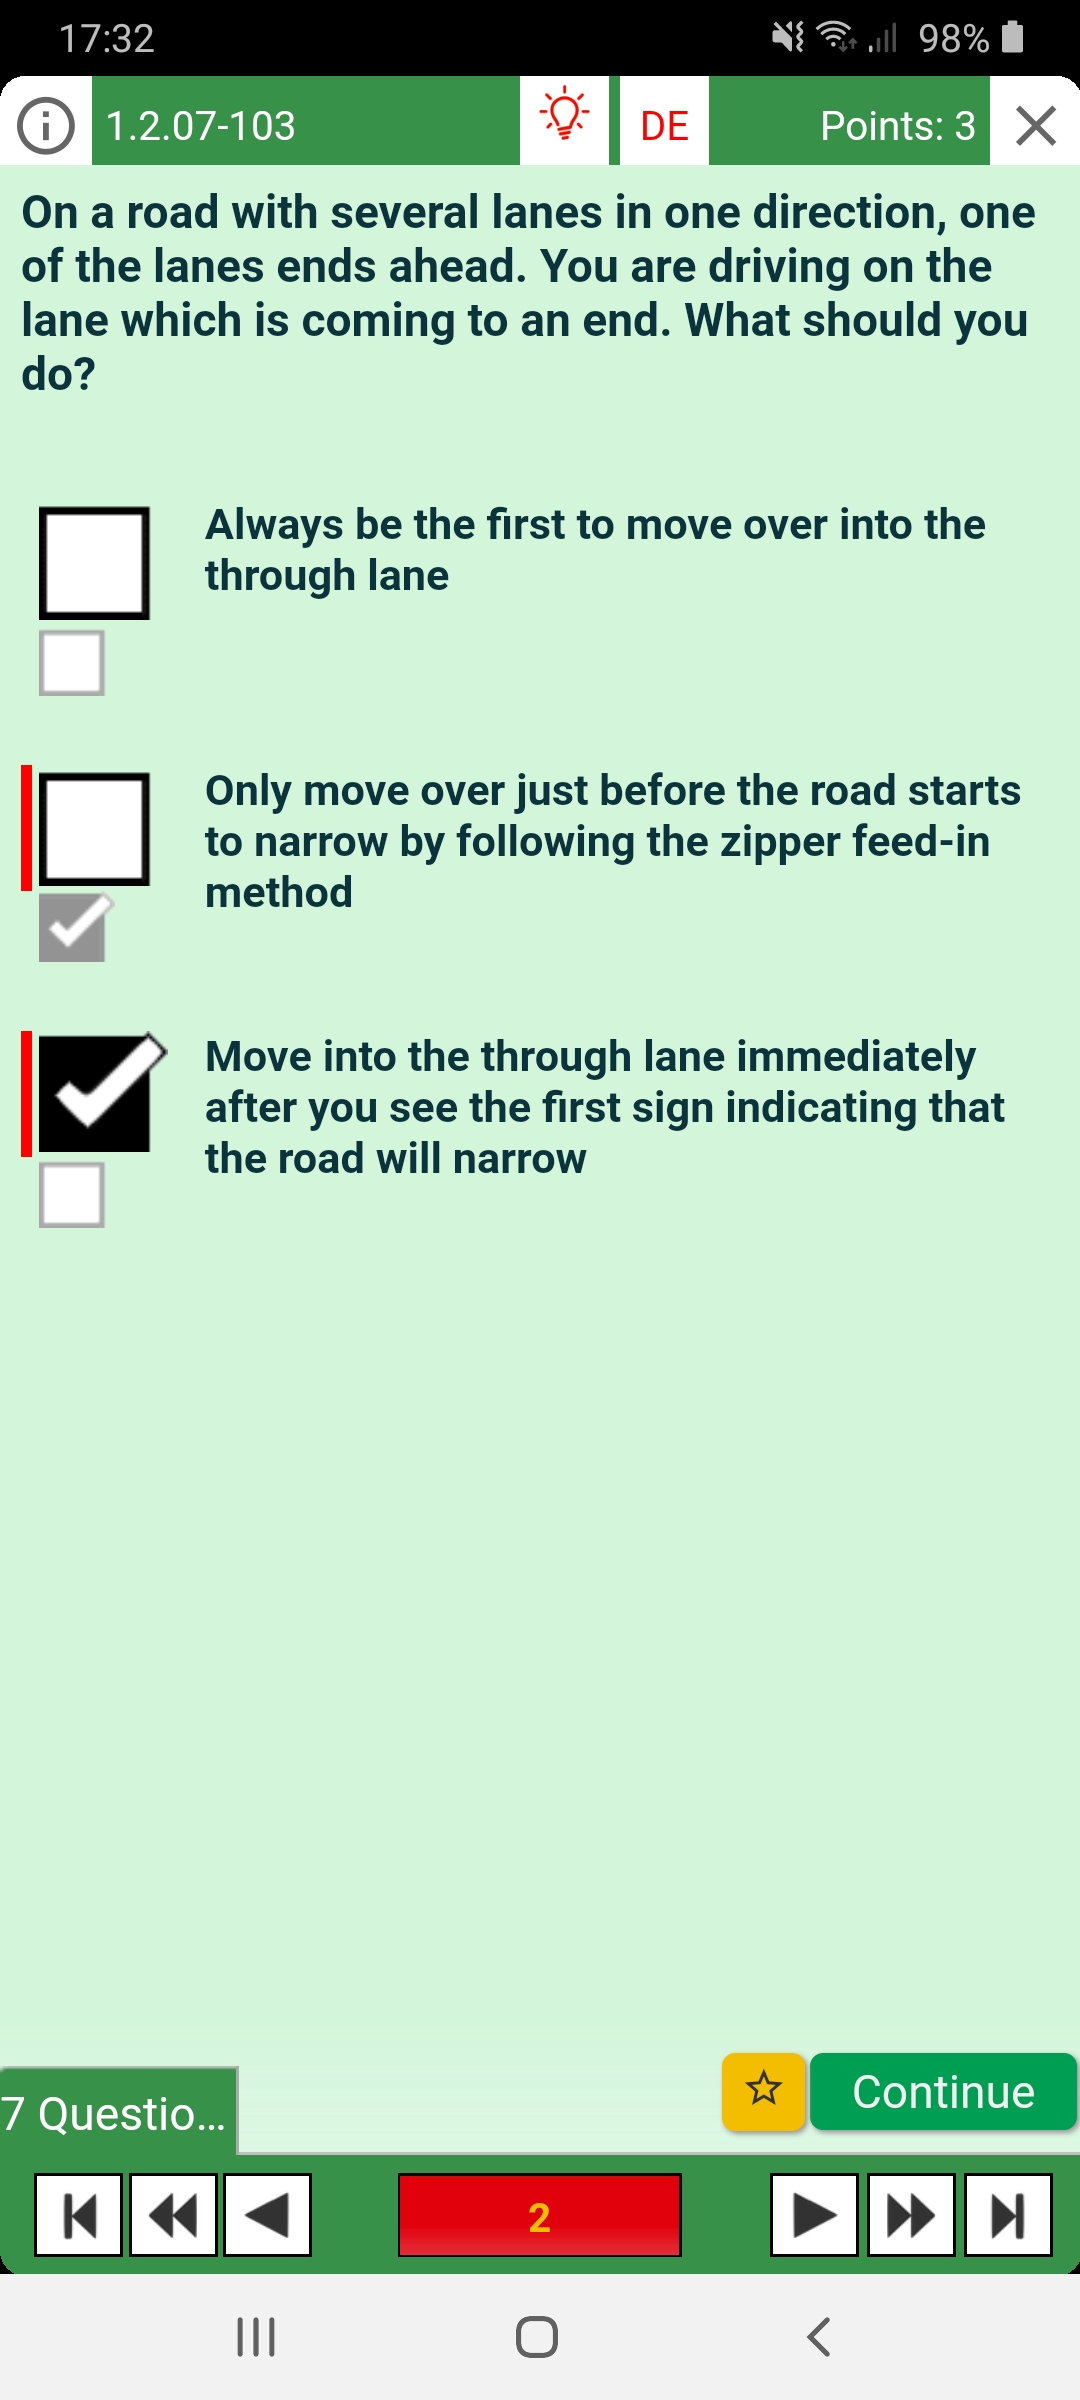 17:32 98%
1.2.07-103 DE Points: 3
On a road with several lanes in one direction, one
of the lanes ends ahead. You are driving on the
lane which is coming to an end. What should you
do?
Always be the first to move over into the
through lane
Only move over just before the road starts
to narrow by following the zipper feed-in
method
Move into the through lane immediately
after you see the first sign indicating that
the road will narrow
Continue
7 Questio...
2